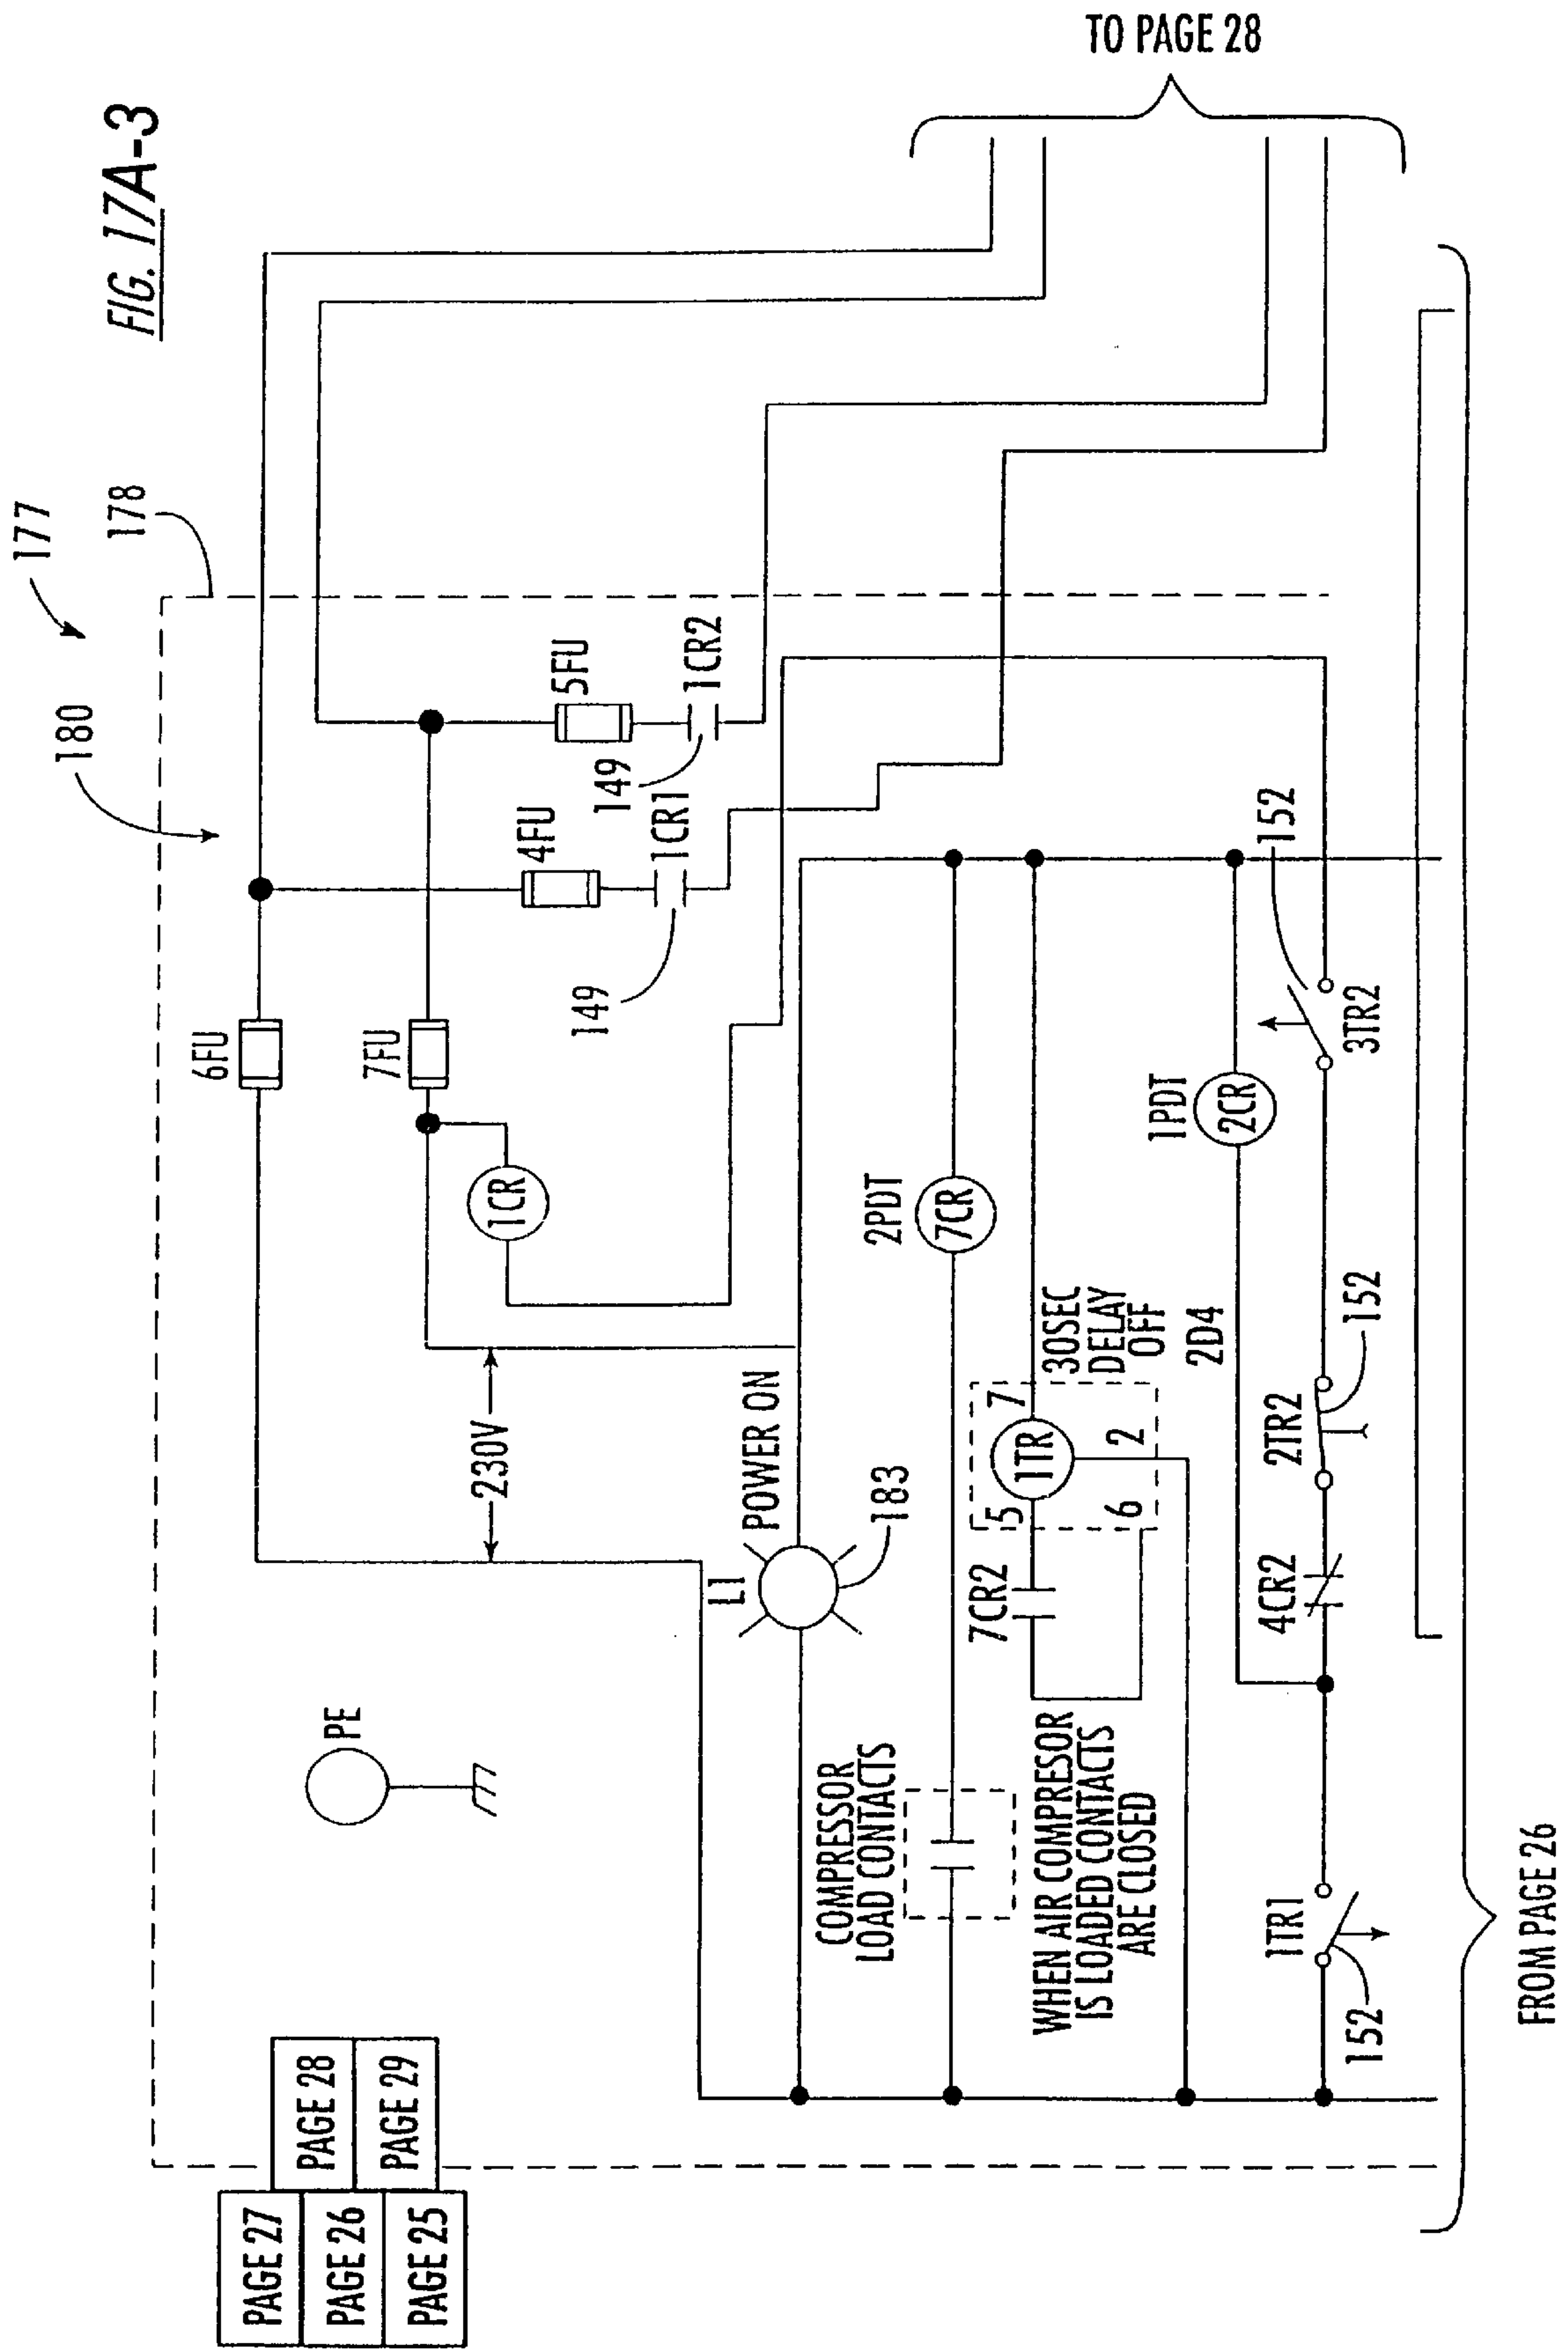 FIG. 17A-3
177
178
180
TO PAGE 28
6FU
7FU
4FU
5FU
1CR1
1CR2
149
149
1CR
230V
PE
L1
POWER ON
183
COMPRESSOR
LOAD CONTACTS
2PDT
7CR
WHEN AIR COMPRESSOR
IS LOADED CONTACTS
ARE CLOSED
7CR2
5
1TR
7
6
2
30SEC
DELAY
OFF
2D4
1PDT
2CR
1TR1
152
4CR2
2TR2
152
3TR2
152
PAGE 27
PAGE 28
PAGE 26
PAGE 29
PAGE 25
FROM PAGE 26